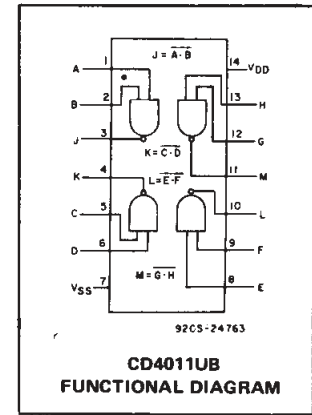 J = A·B
A 1 14 VDD
B 2 13 H
J 3 12 G
K = C·D
K 4 11 M
L = E·F
C 5 10 L
D 6 9 F
M = G·H
VSS 7 8 E
92CS-24763
CD4011UB
FUNCTIONAL DIAGRAM